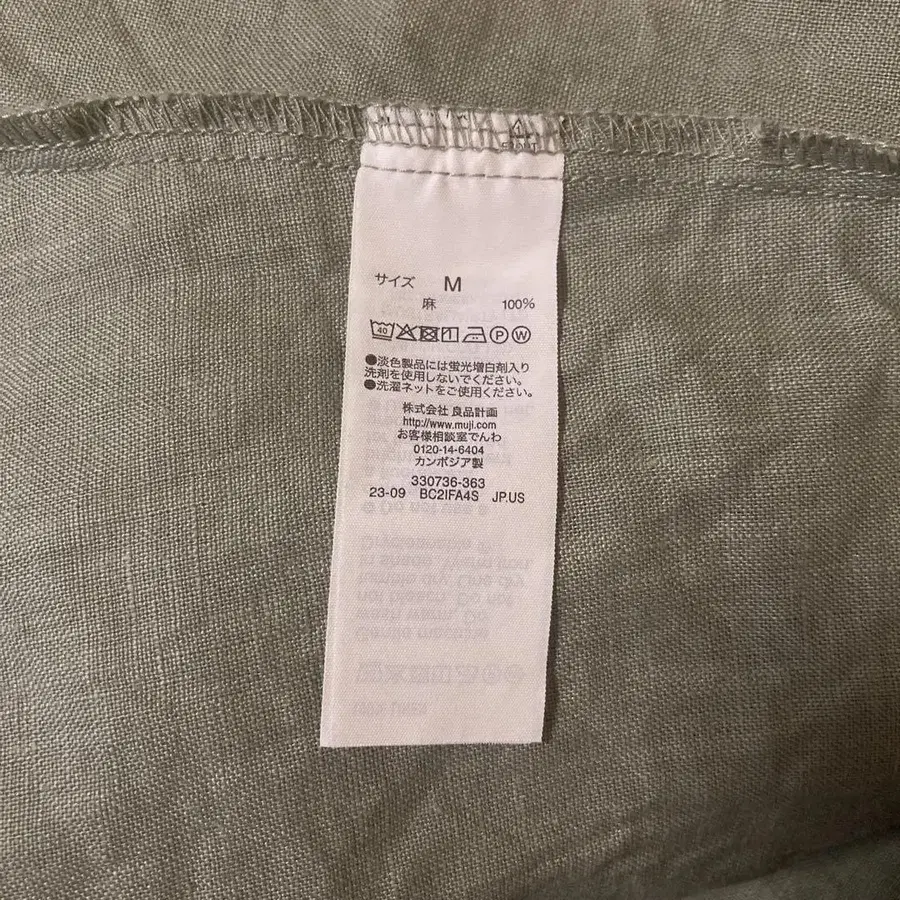 サイズ M
麻 100%
40 P W
●淡色製品には蛍光増白剤入り
洗剤を使用しないでください。
●洗濯ネットをご使用ください。
株式会社 良品計画
http://www.muji.com
お客様相談室でんわ
0120-14-6404
カンボジア製
330736-363
23-09 BC2IFA4S JP.US